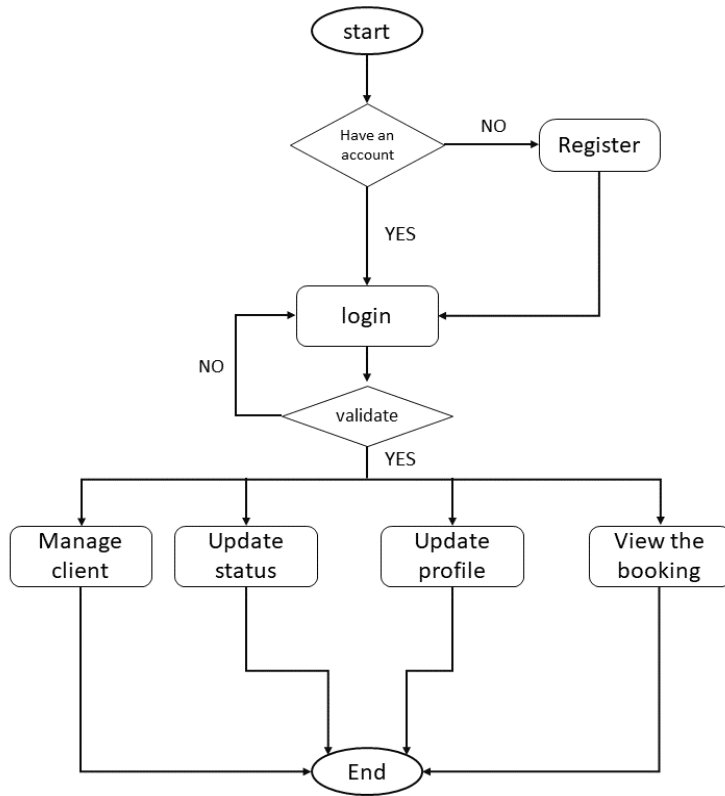 start
Have an
account
NO
Register
YES
login
NO
validate
YES
Manage
client
Update
status
Update
profile
View the
booking
End